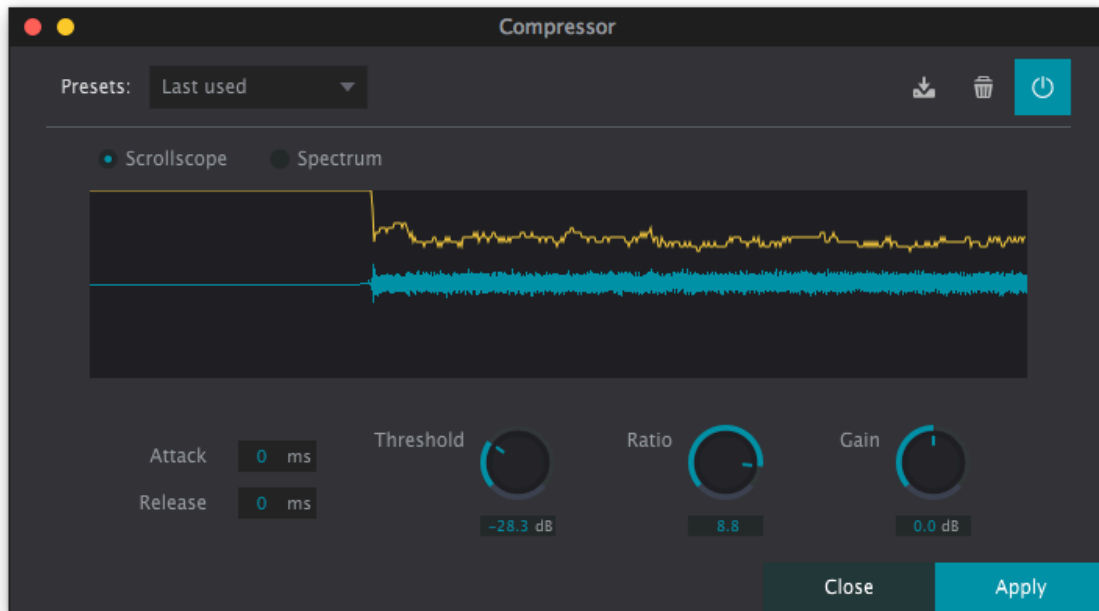 Compressor
Presets: Last used
Scrollscope Spectrum
Attack 0 ms
Release 0 ms
Threshold
-28.3 dB
Ratio
8.8
Gain
0.0 dB
Close Apply